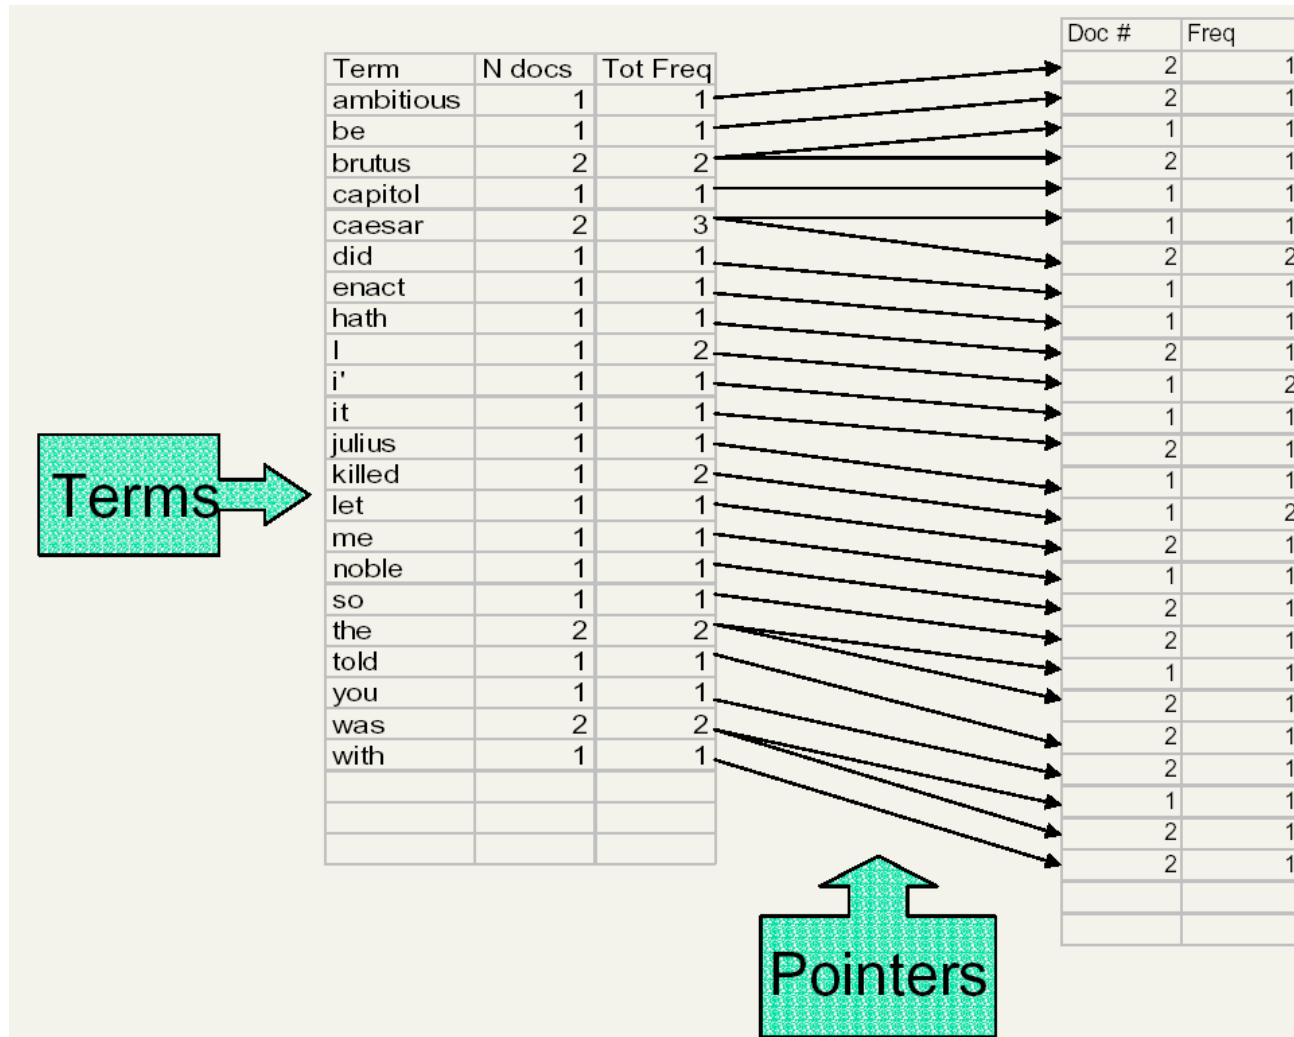 Term N docs Tot Freq
ambitious 1 1
be 1 1
brutus 2 2
capitol 1 1
caesar 2 3
did 1 1
enact 1 1
hath 1 1
I 1 2
i' 1 1
it 1 1
julius 1 1
killed 1 2
let 1 1
me 1 1
noble 1 1
so 1 1
the 2 2
told 1 1
you 1 1
was 2 2
with 1 1
Doc # Freq
2 1
2 1
1 1
2 1
1 1
1 1
2 2
1 1
1 1
2 1
1 2
1 1
2 1
1 1
1 2
2 1
1 1
2 1
2 1
1 1
2 1
2 1
2 1
1 1
2 1
2 1
Terms
Pointers